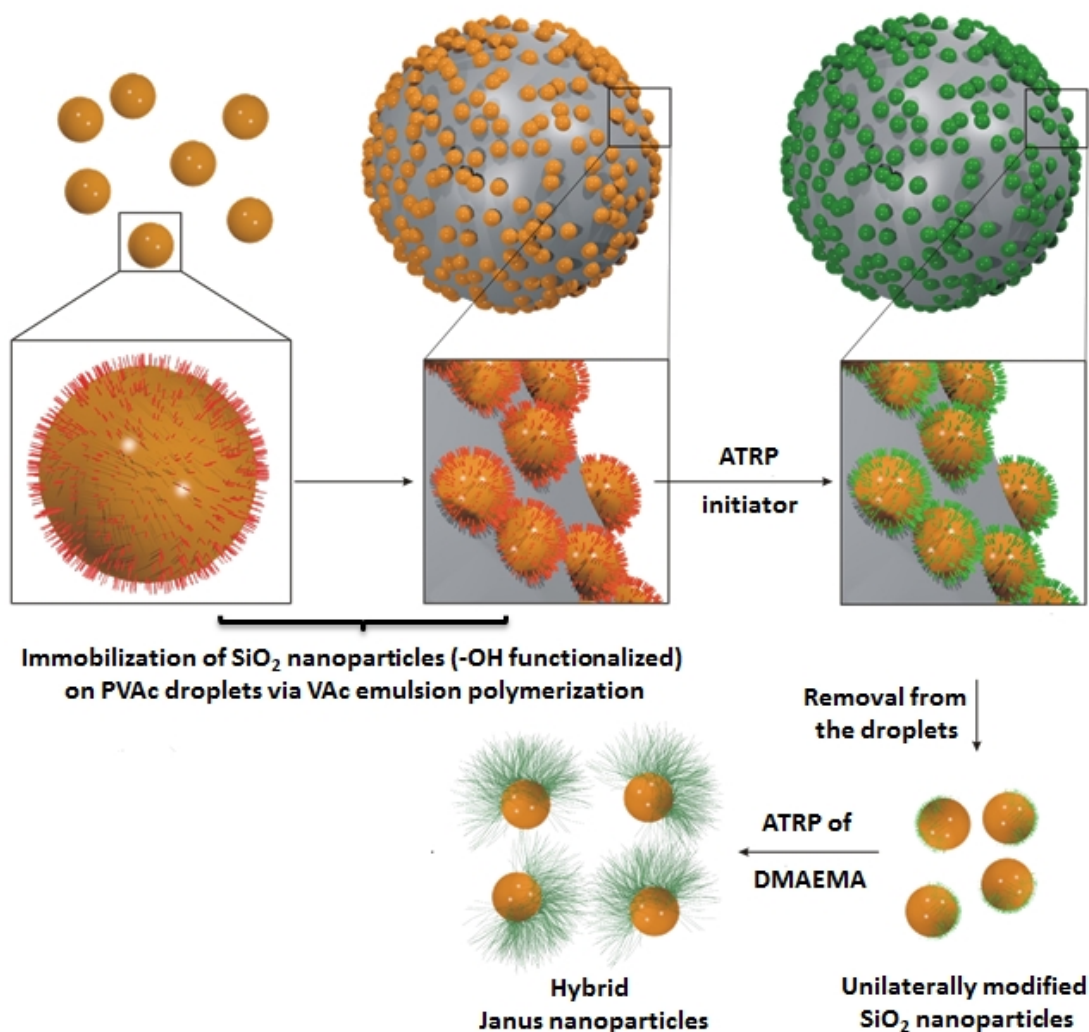 ATRP
initiator
Immobilization of SiO₂ nanoparticles (-OH functionalized)
on PVAc droplets via VAc emulsion polymerization
Removal from
the droplets
ATRP of
DMAEMA
Hybrid
Janus nanoparticles
Unilaterally modified
SiO₂ nanoparticles